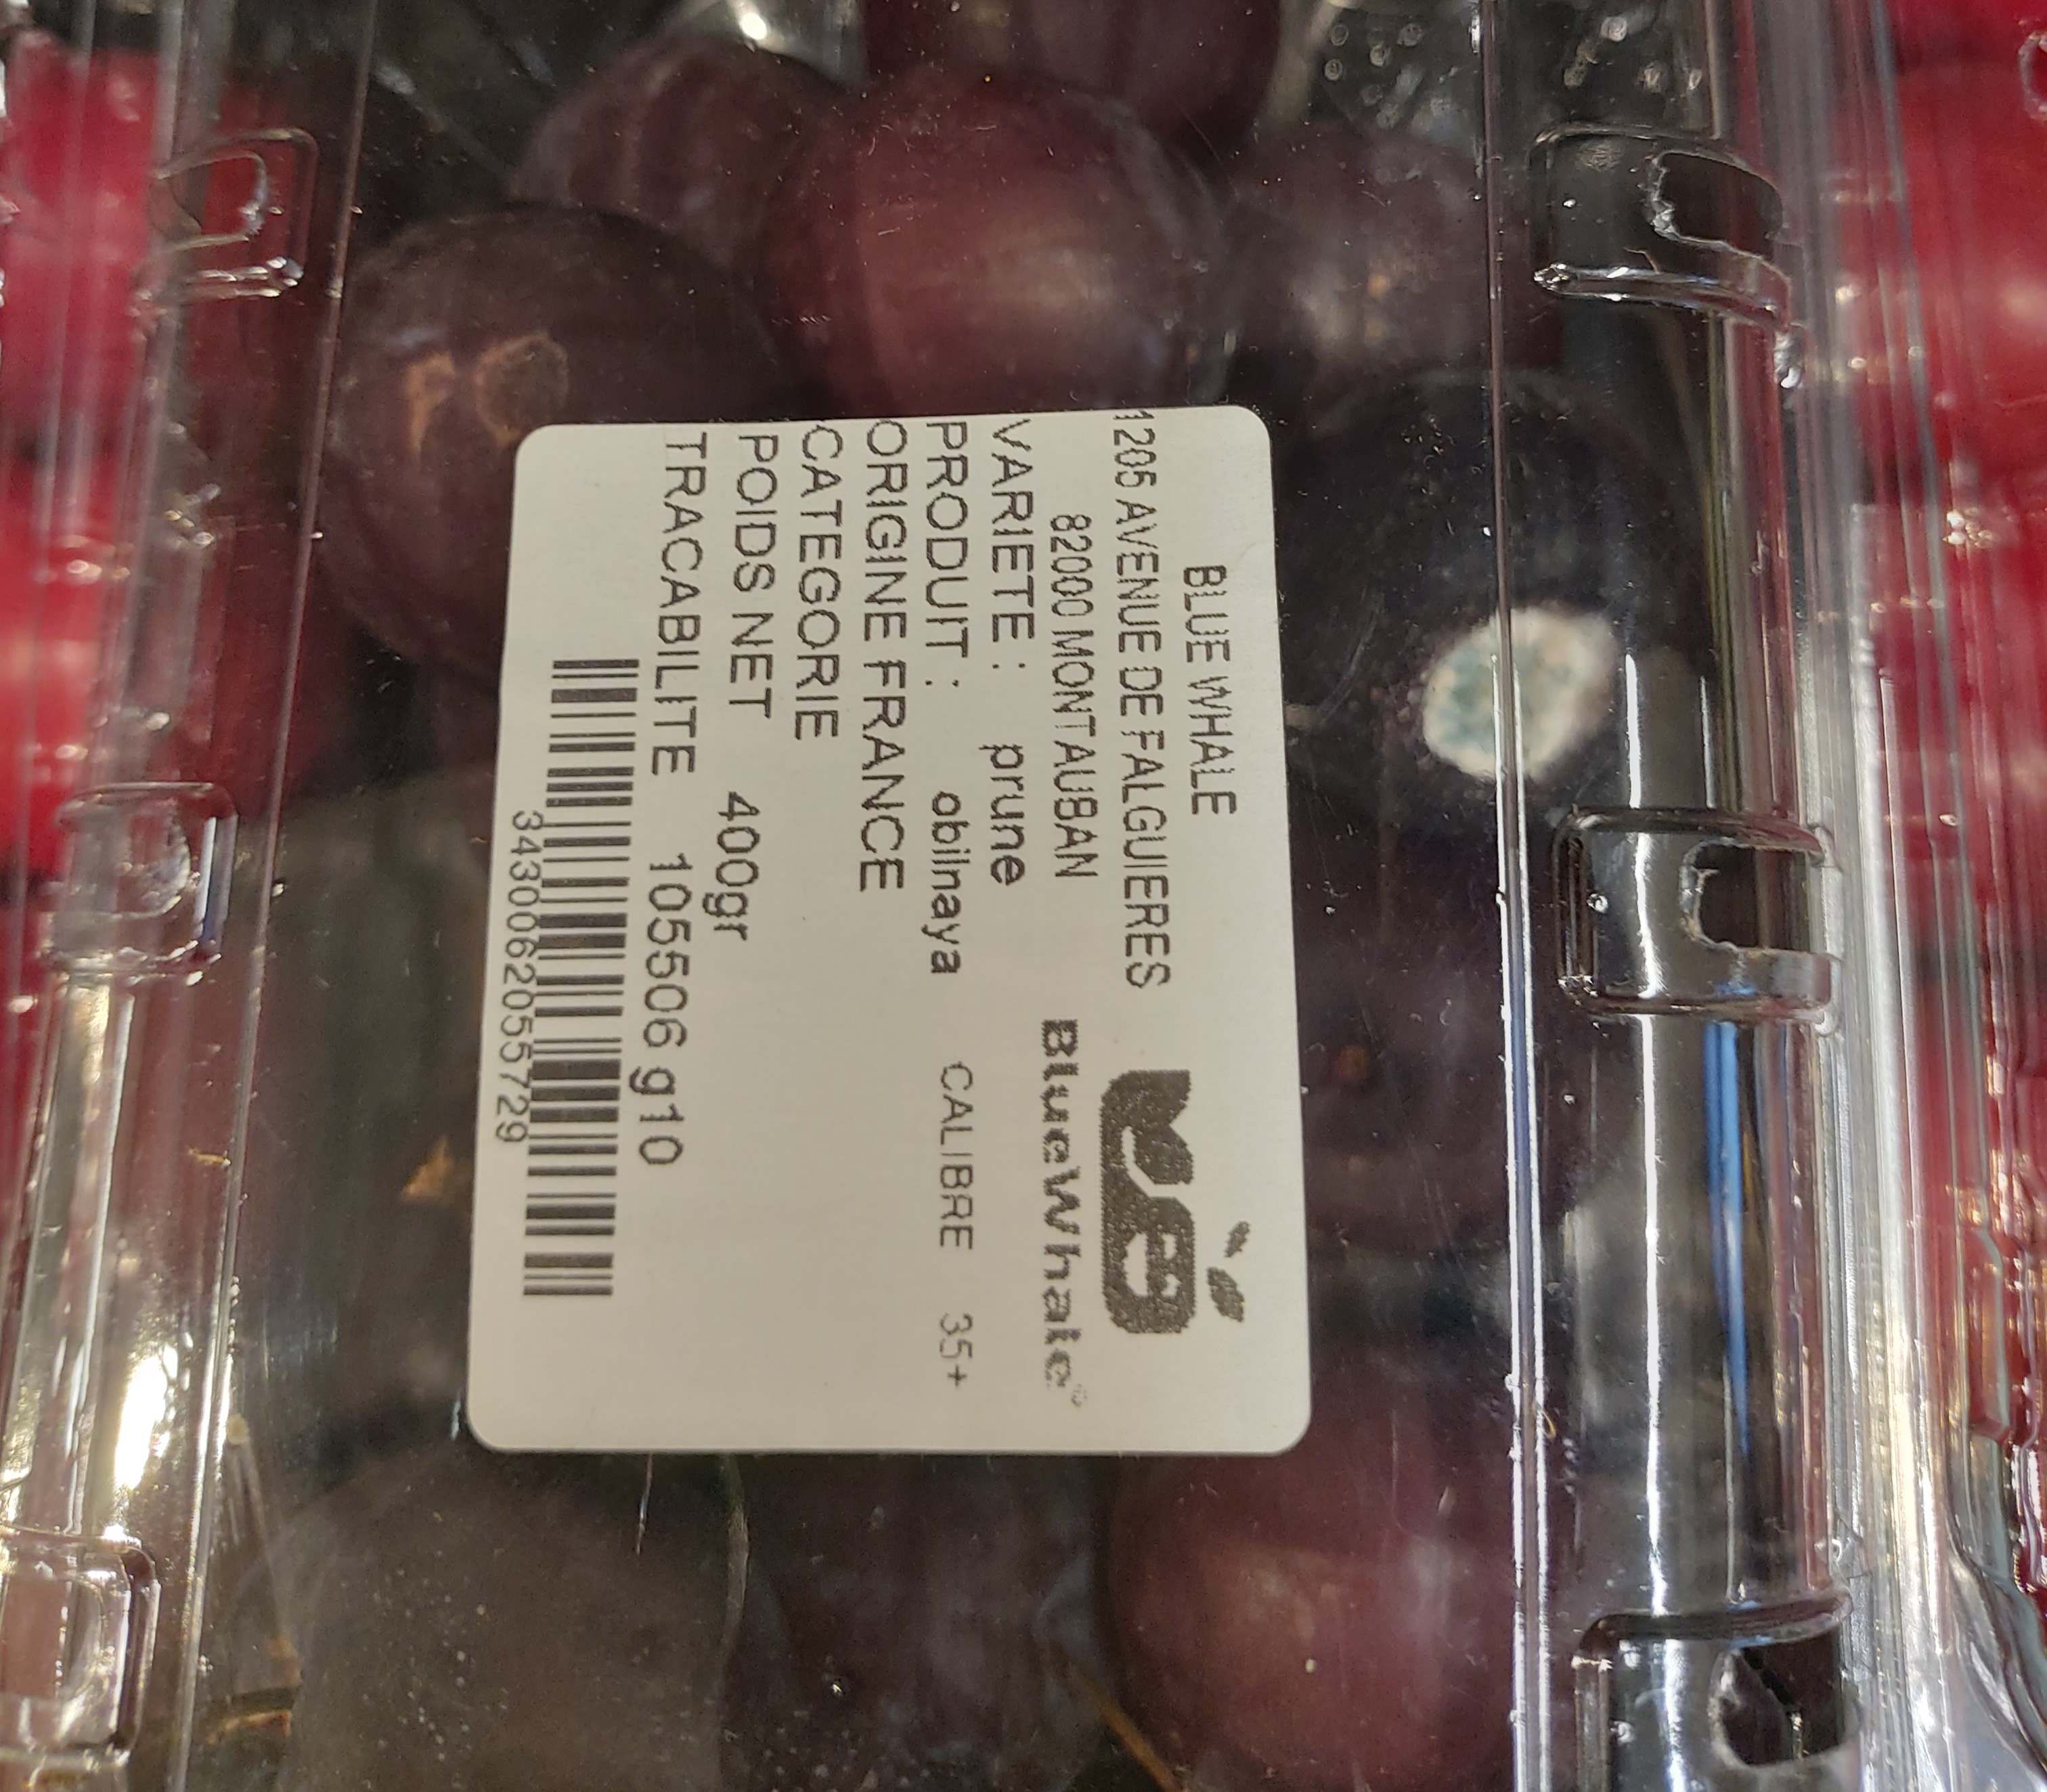 BLUE WHALE
1205 AVENUE DE FALGUIERES
82000 MONTAUBAN
BlueWhale
VARIETE : prune
PRODUIT : obilnaya CALIBRE 35+
ORIGINE FRANCE
CATEGORIE
POIDS NET 400gr
TRACABILITE 105506 g10
3430062055729